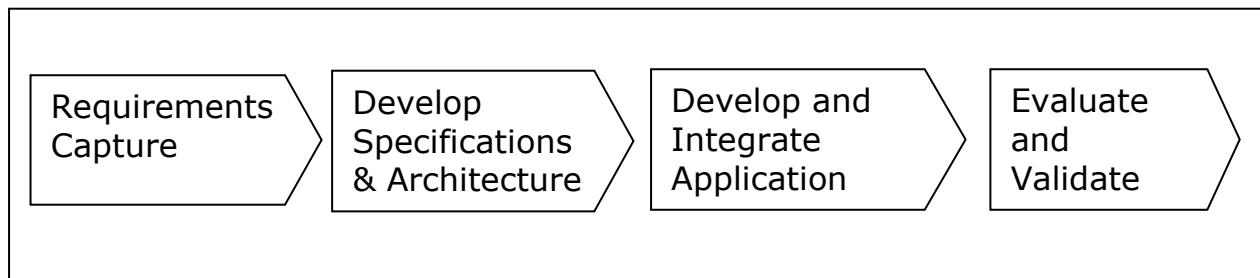 Requirements
Capture
Develop
Specifications
& Architecture
Develop and
Integrate
Application
Evaluate
and
Validate